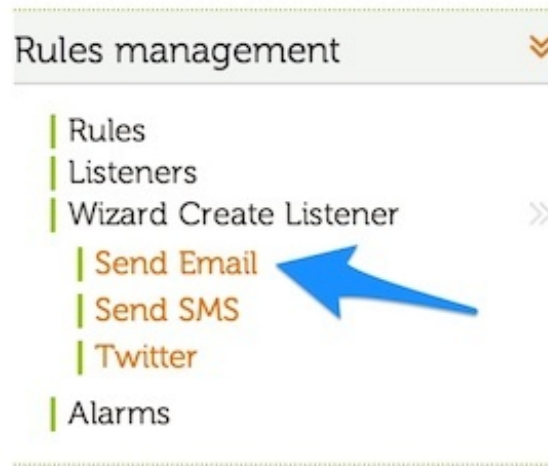 Rules management
Rules
Listeners
Wizard Create Listener
Send Email
Send SMS
Twitter
Alarms